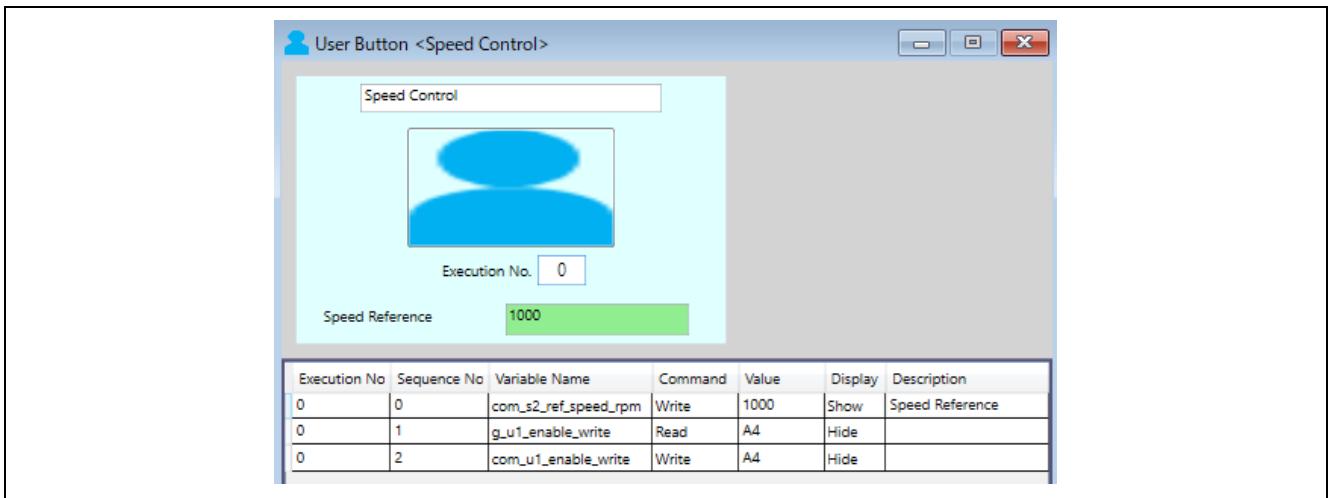 User Button <Speed Control>
Speed Control
Execution No. 0
Speed Reference 1000
Execution No Sequence No Variable Name Command Value Display Description
0 0 com_s2_ref_speed_rpm Write 1000 Show Speed Reference
0 1 g_u1_enable_write Read A4 Hide
0 2 com_u1_enable_write Write A4 Hide